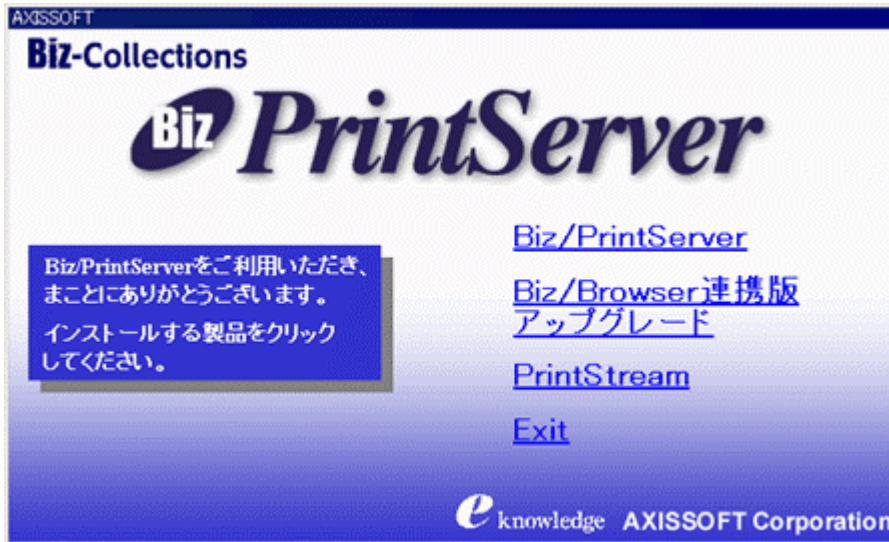 AXISSOFT
Biz-Collections
Biz PrintServer
Biz/PrintServerをご利用いただき、
まことにありがとうございます。
インストールする製品をクリック
してください。
Biz/PrintServer
Biz/Browser連携版
アップグレード
PrintStream
Exit
e knowledge AXISSOFT Corporation